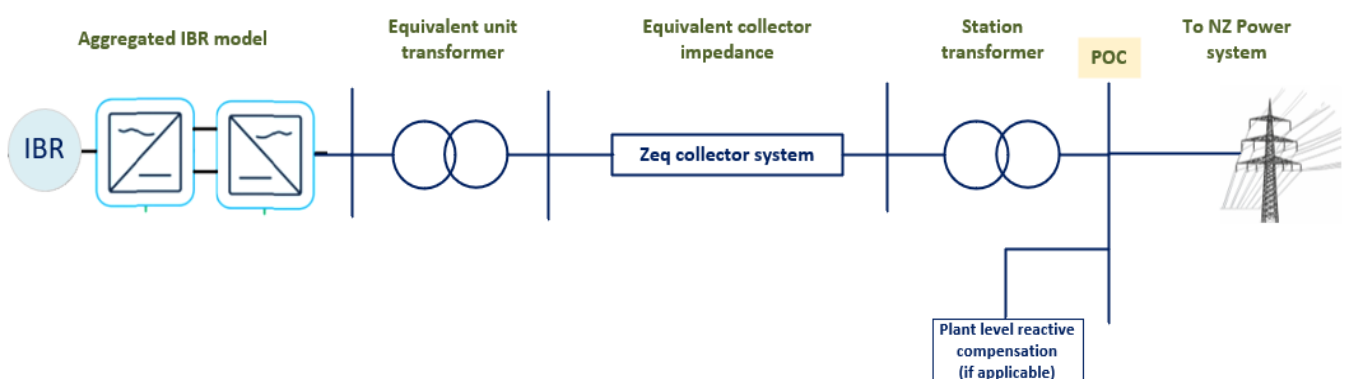 Aggregated IBR model
Equivalent unit
transformer
Equivalent collector
impedance
Station
transformer
POC
To NZ Power
system
IBR
Zeq collector system
Plant level reactive
compensation
(if applicable)